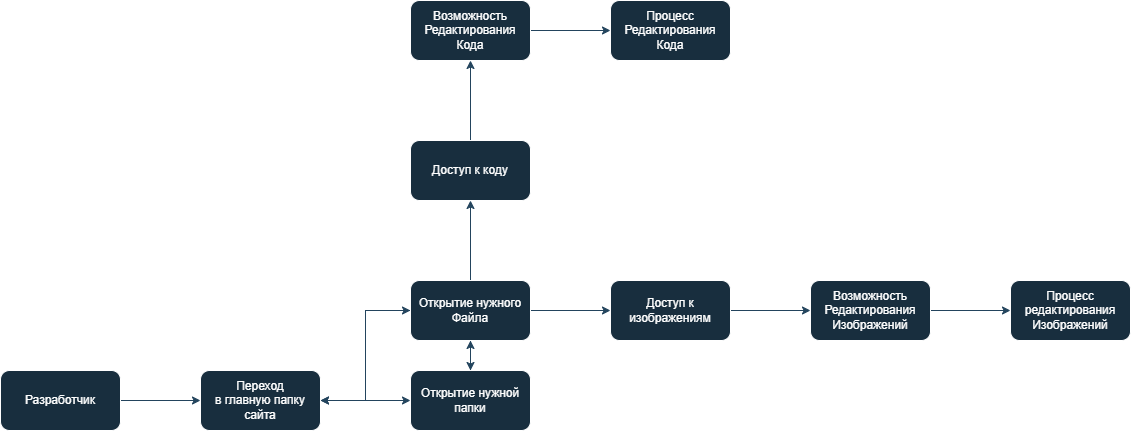 Возможность
Редактирования
Кода
Процесс
Редактирования
Кода
Доступ к коду
Открытие нужного
Файла
Доступ к
изображениям
Возможность
Редактирования
Изображений
Процесс
редактирования
Изображений
Разработчик
Переход
в главную папку
сайта
Открытие нужной
папки